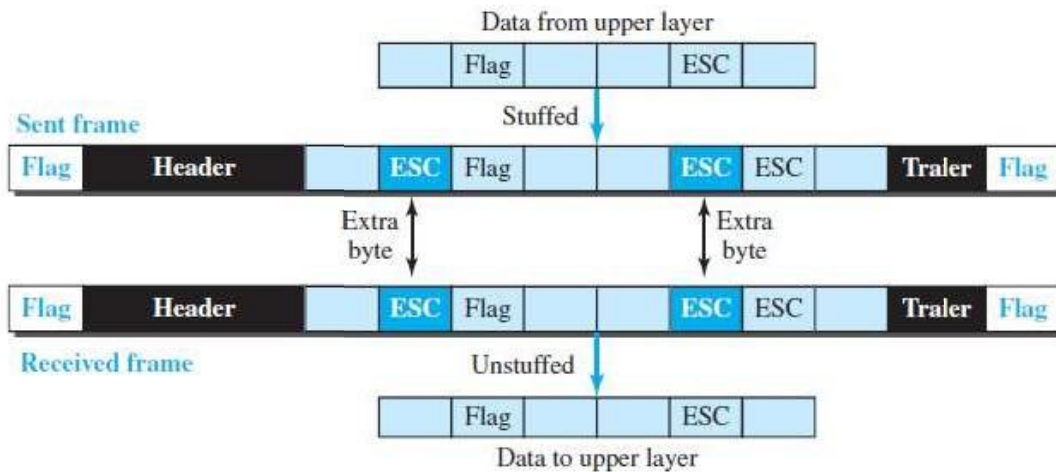 Data from upper layer
Flag ESC
Stuffed
Sent frame
Flag Header ESC Flag ESC ESC Traler Flag
Extra byte
Extra byte
Flag Header ESC Flag ESC ESC Traler Flag
Received frame
Unstuffed
Flag ESC
Data to upper layer